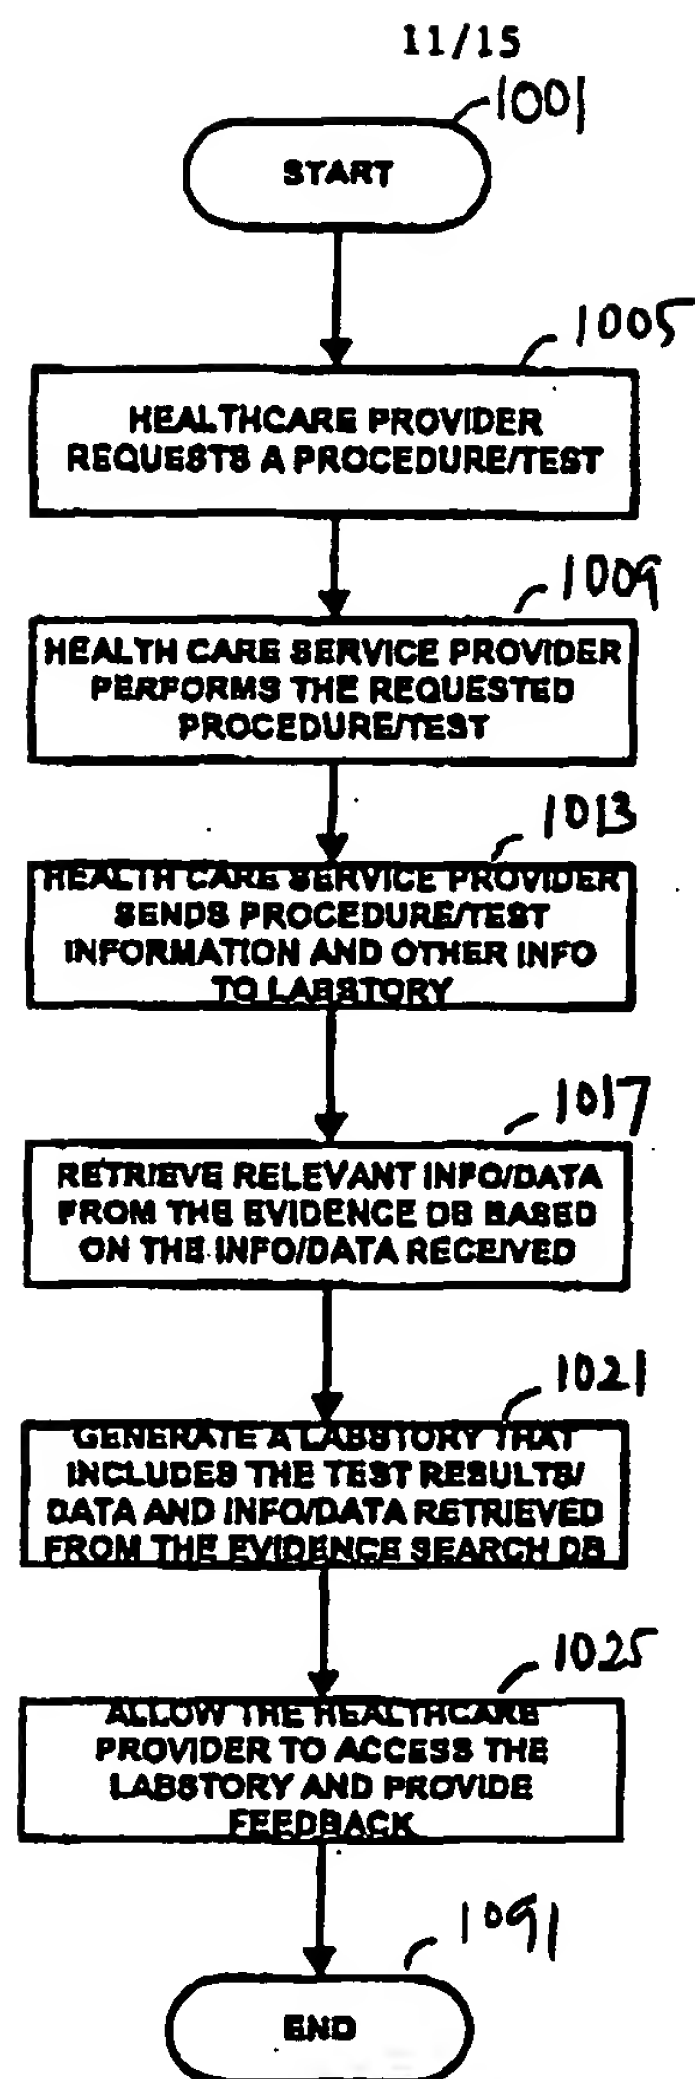 11/15
1001
START
1005
HEALTHCARE PROVIDER
REQUESTS A PROCEDURE/TEST
1009
HEALTH CARE SERVICE PROVIDER
PERFORMS THE REQUESTED
PROCEDURE/TEST
1013
HEALTH CARE SERVICE PROVIDER
SENDS PROCEDURE/TEST
INFORMATION AND OTHER INFO
TO LABSTORY
1017
RETRIEVE RELEVANT INFO/DATA
FROM THE EVIDENCE DB BASED
ON THE INFO/DATA RECEIVED
1021
GENERATE A LABSTORY THAT
INCLUDES THE TEST RESULTS/
DATA AND INFO/DATA RETRIEVED
FROM THE EVIDENCE SEARCH DB
1025
ALLOW THE HEALTHCARE
PROVIDER TO ACCESS THE
LABSTORY AND PROVIDE
FEEDBACK
1091
END